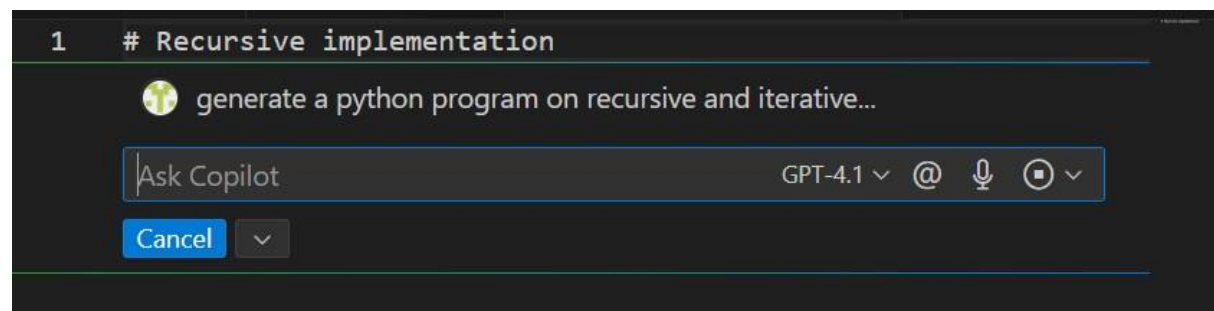 1 # Recursive implementation
generate a python program on recursive and iterative...
Ask Copilot GPT-4.1 @
Cancel